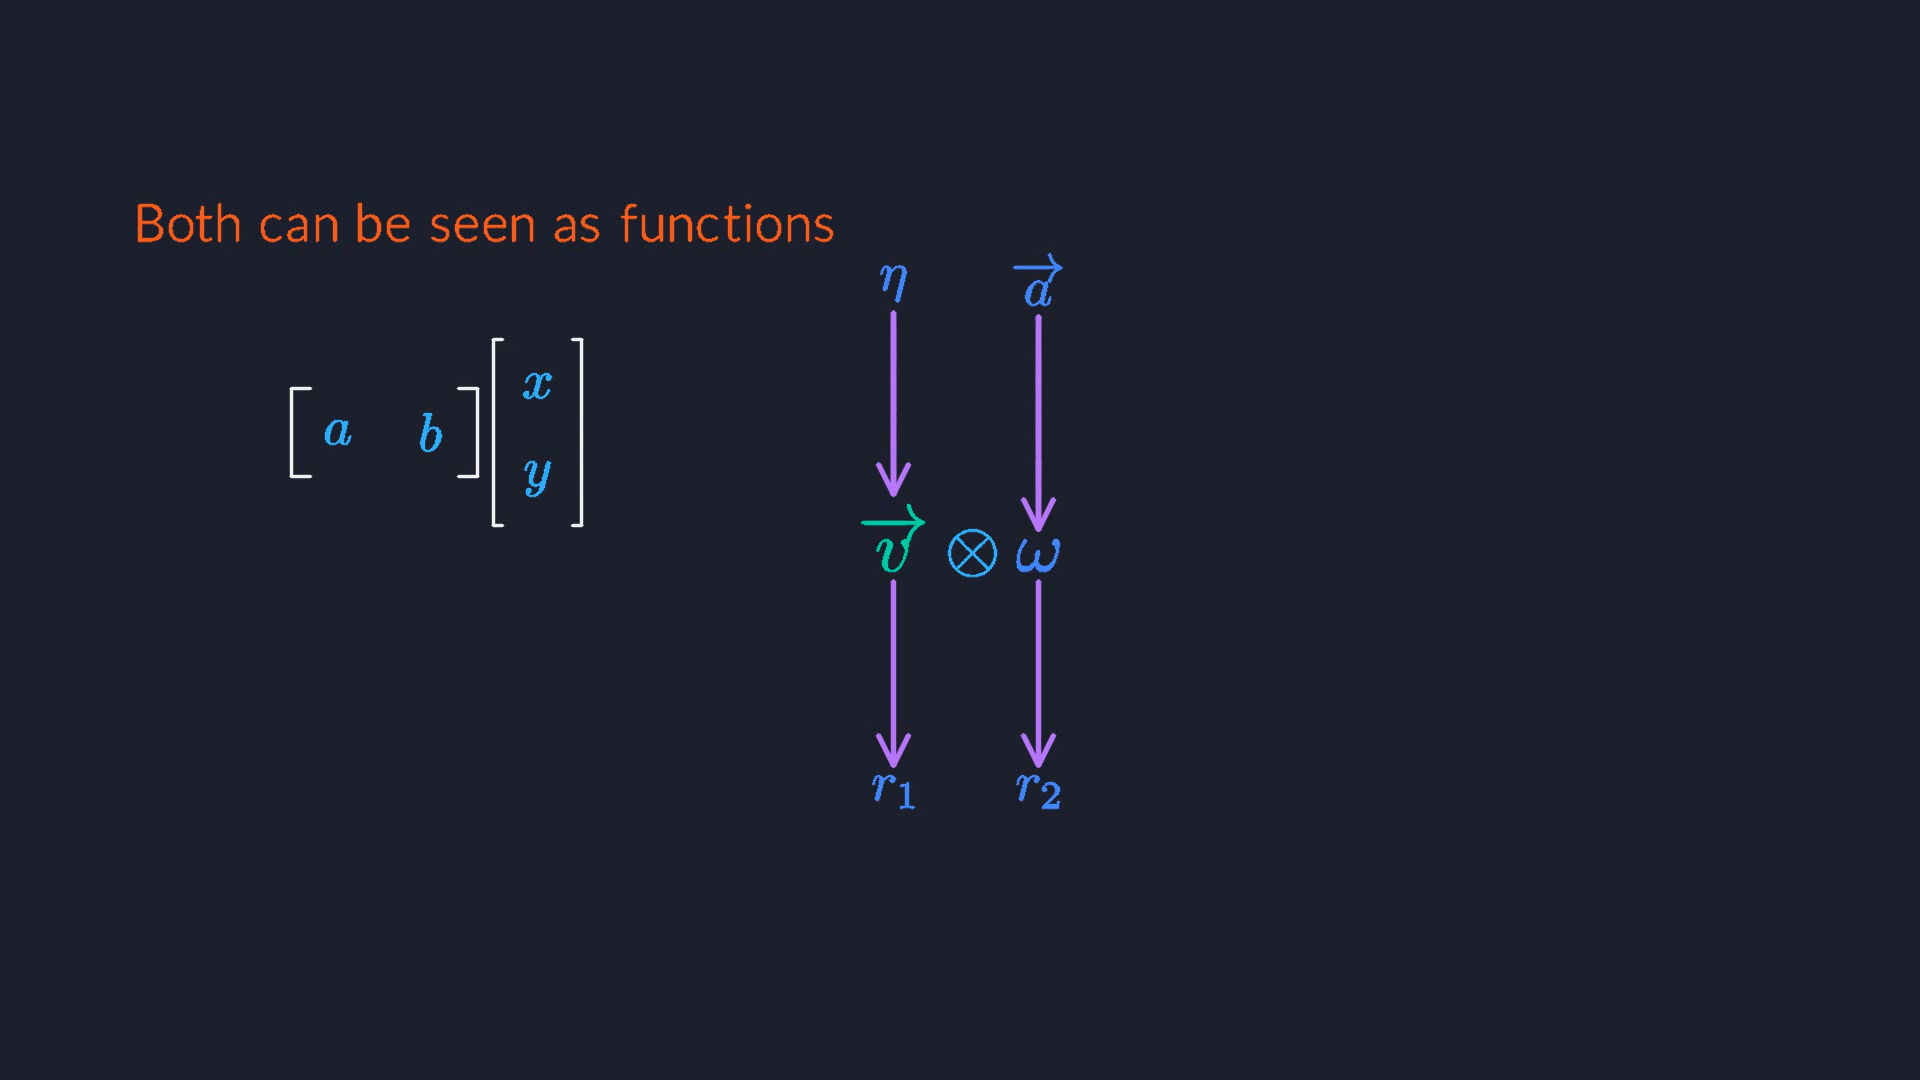 Both can be seen as functions
η a⃗
[a b] [x y]
v⃗ ⊗ ω
r₁ r₂